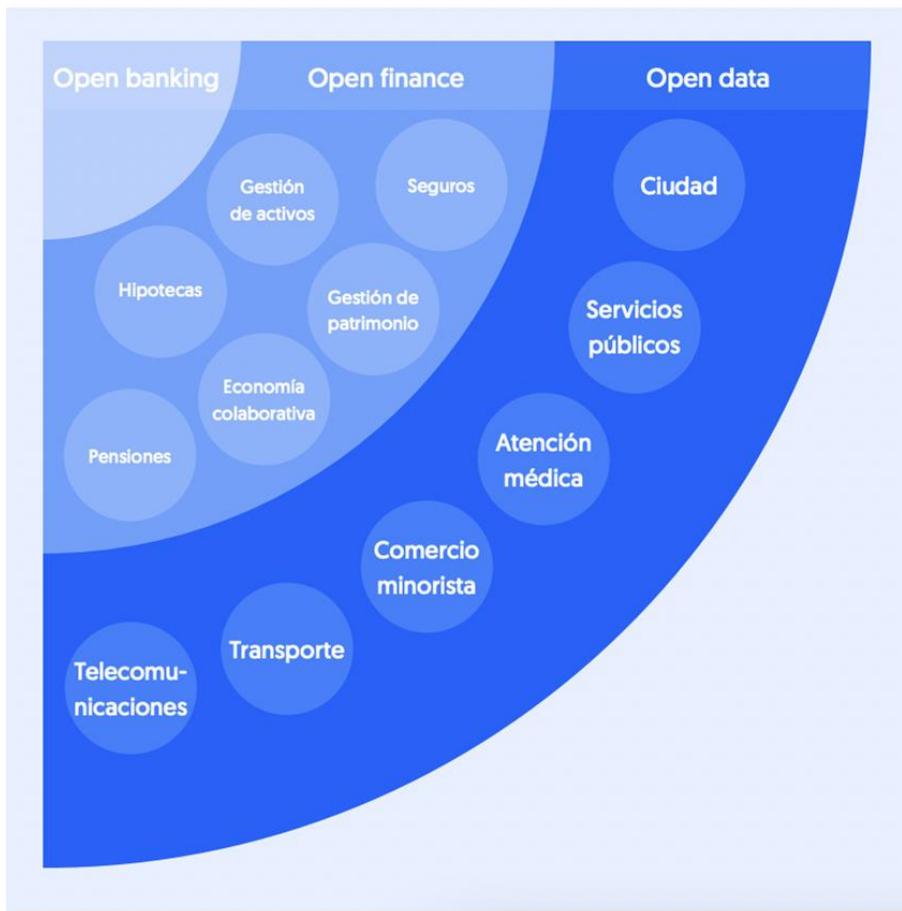 Open banking
Open finance
Open data
Gestión
de activos
Seguros
Hipotecas
Gestión de
patrimonio
Economía
colaborativa
Pensiones
Ciudad
Servicios
públicos
Atención
médica
Comercio
minorista
Transporte
Telecomu-
nicaciones